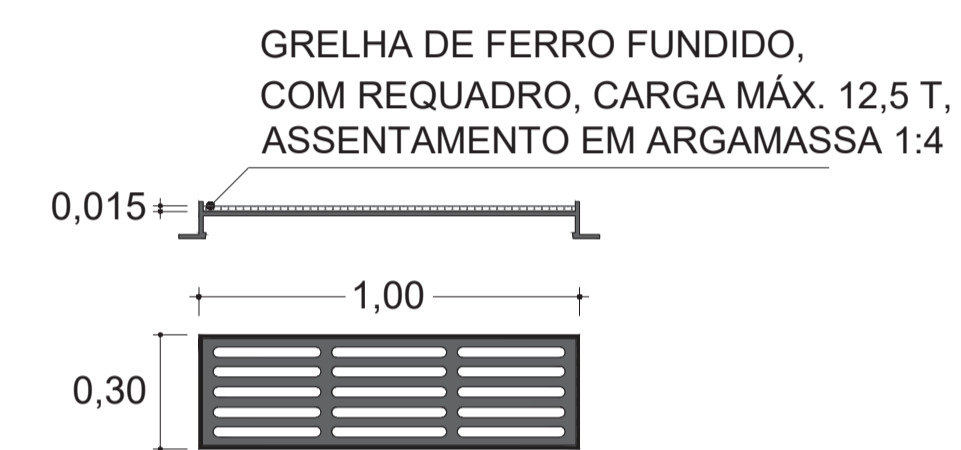 GRELHA DE FERRO FUNDIDO,
COM REQUADRO, CARGA MÁX. 12,5 T,
ASSENTAMENTO EM ARGAMASSA 1:4
0,015
1,00
0,30